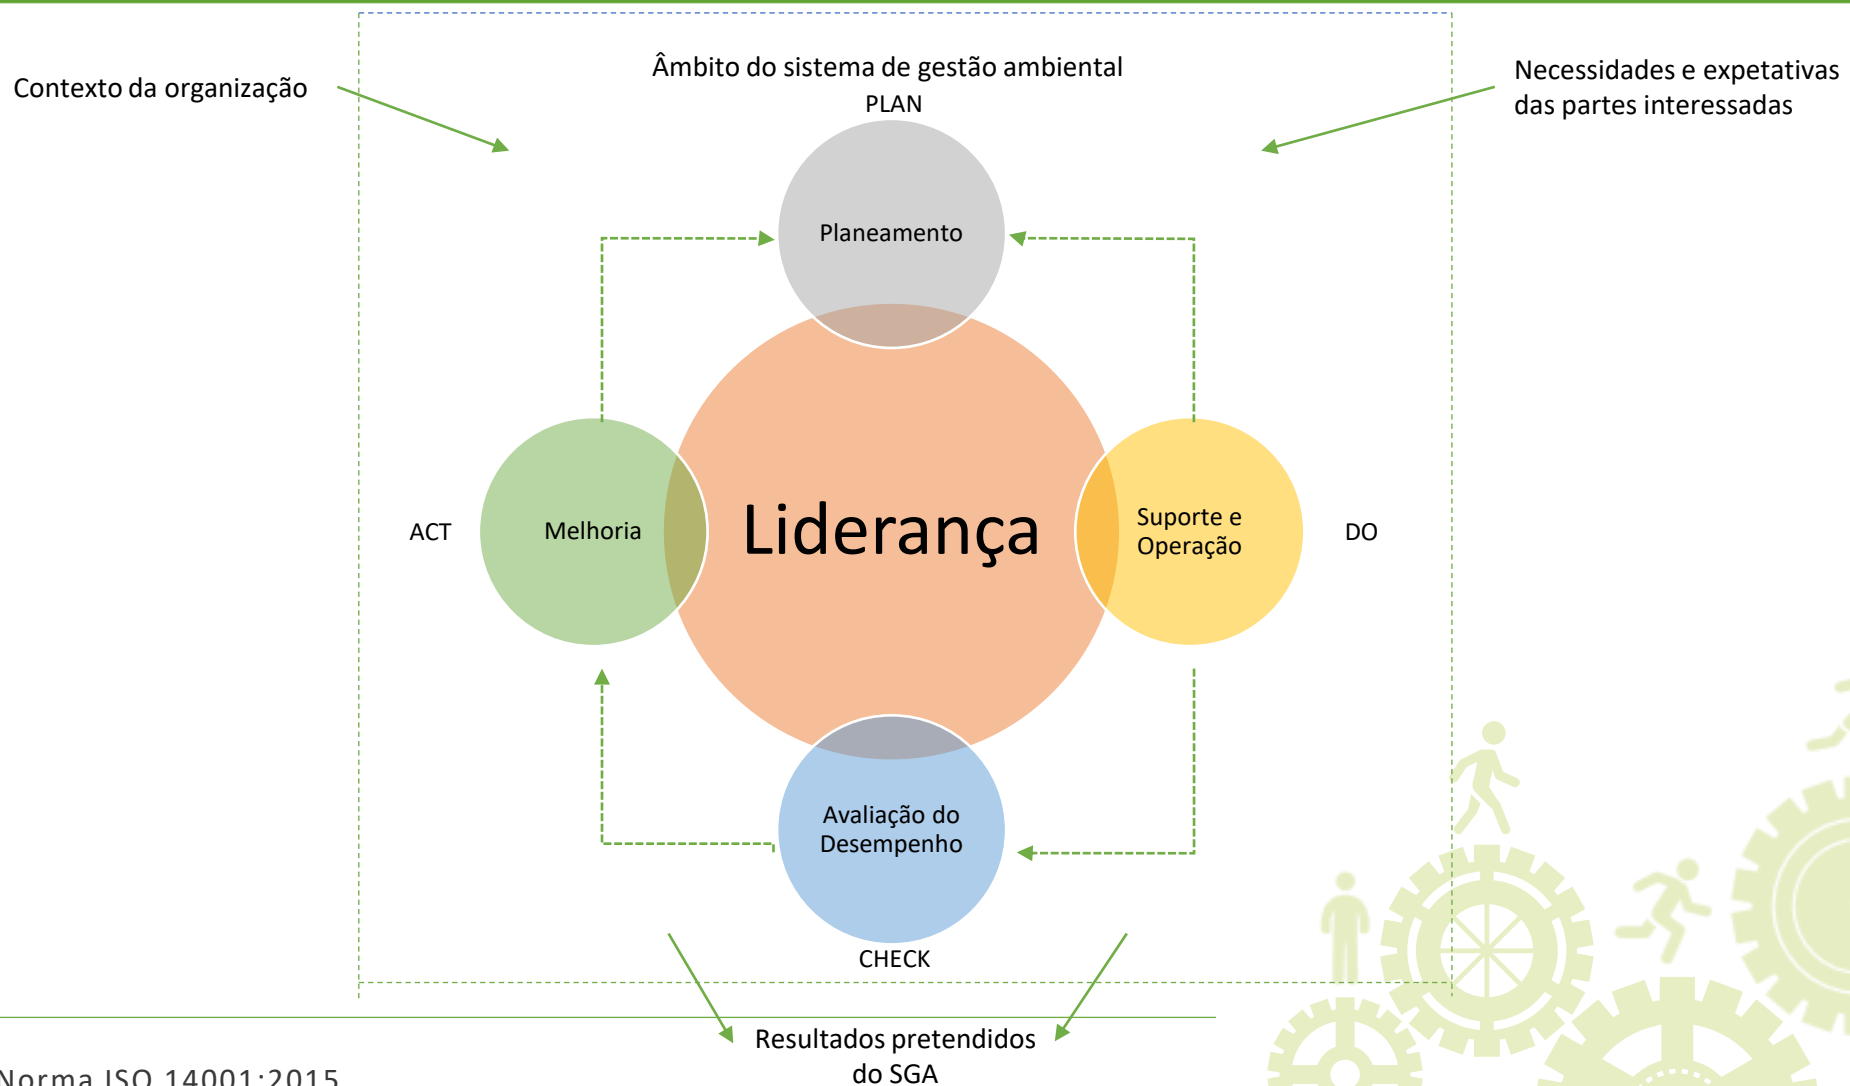 Âmbito do sistema de gestão ambiental
Contexto da organização
Necessidades e expetativas
das partes interessadas
PLAN
Planeamento
ACT
Melhoria
Liderança
Suporte e
Operação
DO
Avaliação do
Desempenho
CHECK
Resultados pretendidos
do SGA
Norma ISO 14001:2015